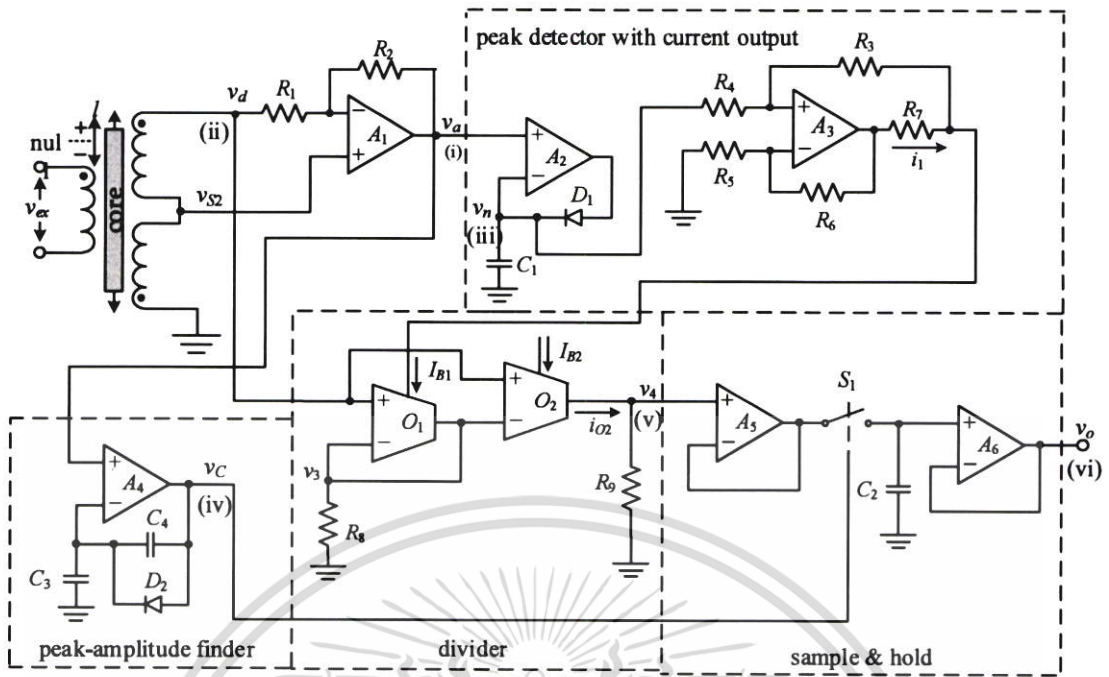 peak detector with current output
R2
R3
R1
R4
vd
(ii)
A1
va
(i)
A2
A3
R7
i1
l
+
−
nul
core
vex
vS2
vn
(iii)
D1
C1
R5
R6
IB1
IB2
O1
O2
iO2
v4
(v)
S1
A5
A6
vo
(vi)
C2
v3
R8
R9
A4
vC
(iv)
C4
C3
D2
peak-amplitude finder
divider
sample & hold